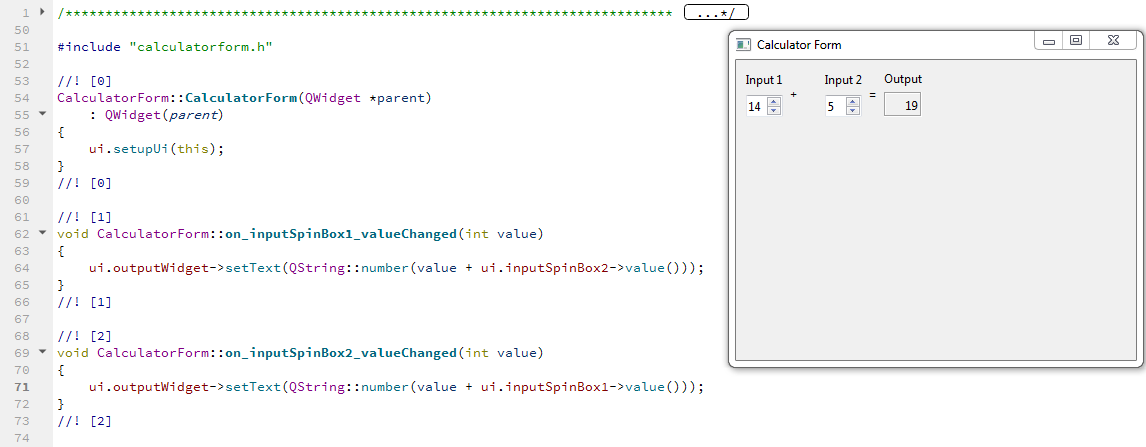 1 /***************************************************************************** ...*/
50
51 #include "calculatorform.h"
52
53 //! [0]
54 CalculatorForm::CalculatorForm(QWidget *parent)
55     : QWidget(parent)
56 {
57     ui.setupUi(this);
58 }
59 //! [0]
60
61 //! [1]
62 void CalculatorForm::on_inputSpinBox1_valueChanged(int value)
63 {
64     ui.outputWidget->setText(QString::number(value + ui.inputSpinBox2->value()));
65 }
66 //! [1]
67
68 //! [2]
69 void CalculatorForm::on_inputSpinBox2_valueChanged(int value)
70 {
71     ui.outputWidget->setText(QString::number(value + ui.inputSpinBox1->value()));
72 }
73 //! [2]
74
Calculator Form
Input 1 Input 2 Output
14 + 5 = 19